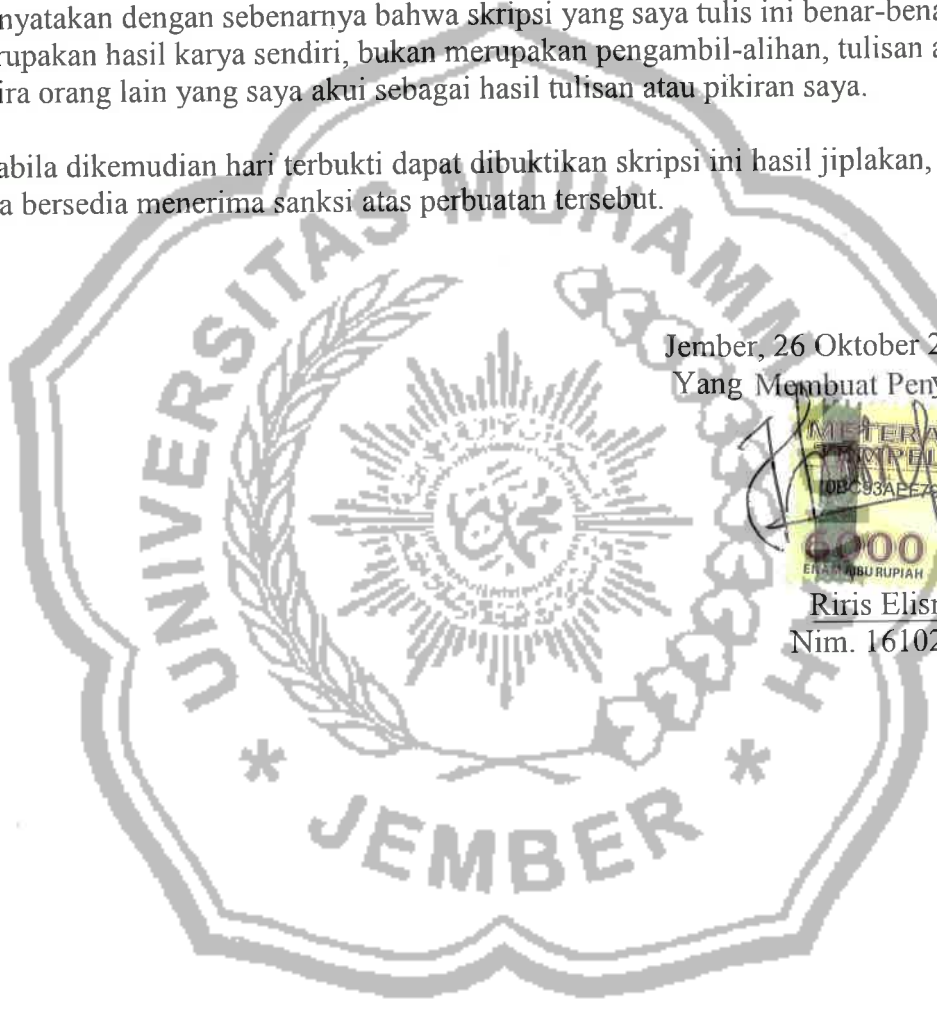 nyatakan dengan sebenarnya bahwa skripsi yang saya tulis ini benar-bena
rupakan hasil karya sendiri, bukan merupakan pengambil-alihan, tulisan a
ira orang lain yang saya akui sebagai hasil tulisan atau pikiran saya.
abila dikemudian hari terbukti dapat dibuktikan skripsi ini hasil jiplakan,
a bersedia menerima sanksi atas perbuatan tersebut.
UNIVERSITAS MUHAMM H
* JEMBER *
Jember, 26 Oktober 2
Yang Membuat Peny
METERA
TEMPEL
6000
ENAM RIBU RUPIAH
Riris Elisn
Nim. 16102